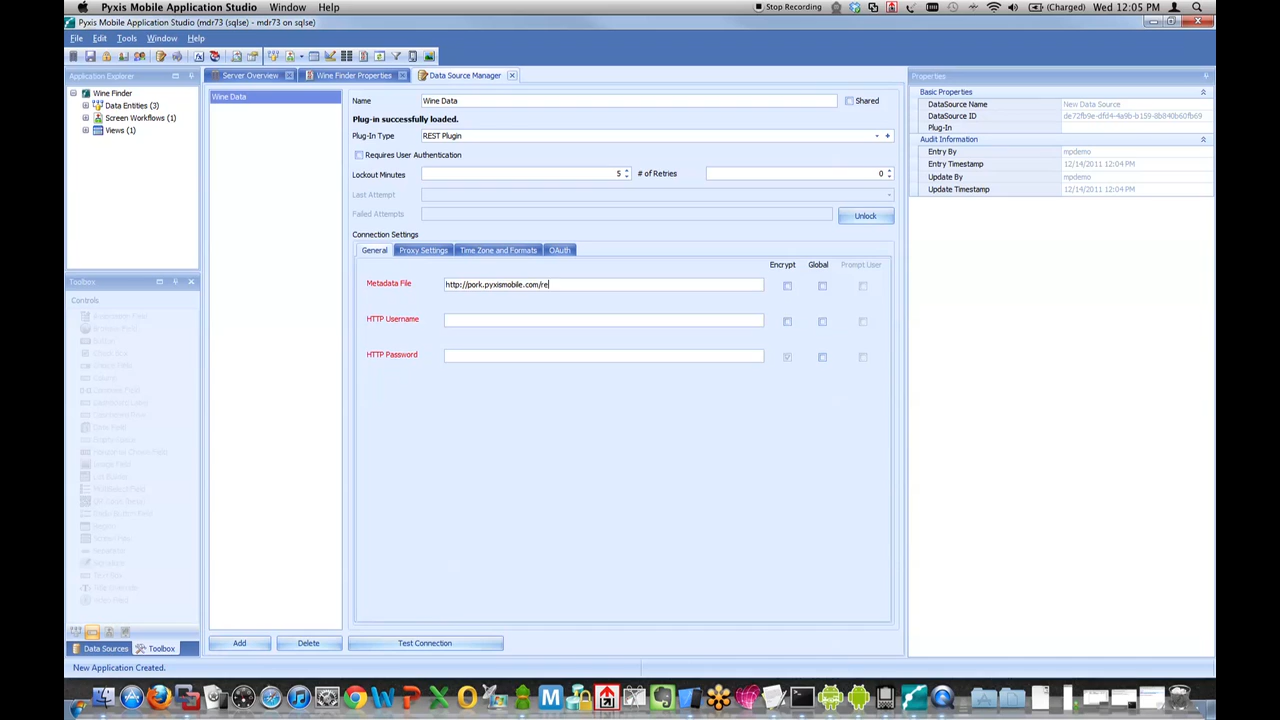 Pyxis Mobile Application Studio Window Help Stop Recording (Charged) Wed 12:05 PM
Pyxis Mobile Application Studio (mdr73 (sqlse) - mdr73 on sqlse)
File Edit Tools Window Help
Application Explorer
Server Overview Wine Finder Properties Data Source Manager
Properties
Wine Finder
Data Entities (3)
Screen Workflows (1)
Views (1)
Wine Data
Name Wine Data Shared
Plug-in successfully loaded.
Plug-In Type REST Plugin
Requires User Authentication
Lockout Minutes 5 # of Retries 0
Last Attempt
Failed Attempts Unlock
Connection Settings
General Proxy Settings Time Zone and Formats OAuth
Encrypt Global Prompt User
Metadata File http://pork.pyxismobile.com/re
HTTP Username
HTTP Password
Basic Properties
DataSource Name New Data Source
DataSource ID de72fb9e-dfd4-4a9b-b159-8b840b60fb69
Plug-In
Audit Information
Entry By mpdemo
Entry Timestamp 12/14/2011 12:04 PM
Update By mpdemo
Update Timestamp 12/14/2011 12:04 PM
Toolbox
Controls
Add Delete Test Connection
Data Sources Toolbox
New Application Created.